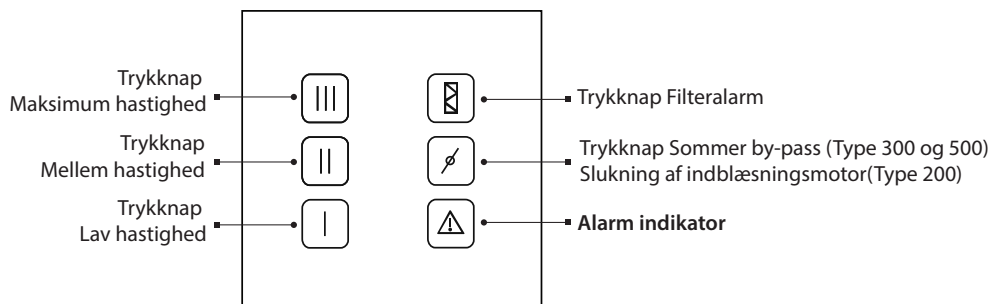 Trykknap
Maksimum hastighed
Trykknap
Mellem hastighed
Trykknap
Lav hastighed
Trykknap Filteralarm
Trykknap Sommer by-pass (Type 300 og 500)
Slukning af indblæsningsmotor(Type 200)
Alarm indikator